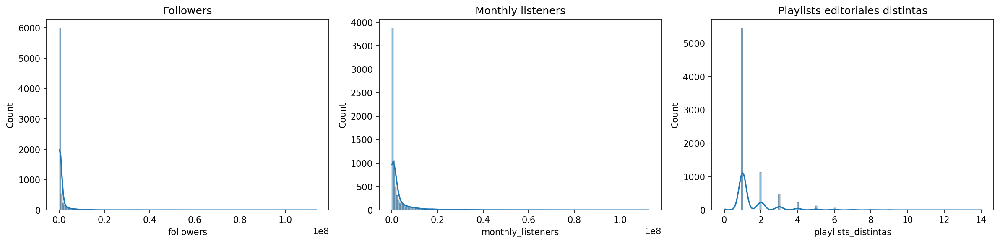 Followers
6000
5000
4000
3000
2000
1000
0
Count
0.0 0.2 0.4 0.6 0.8 1.0
1e8
followers
Monthly listeners
4000
3500
3000
2500
2000
1500
1000
500
0
Count
0.0 0.2 0.4 0.6 0.8 1.0
1e8
monthly_listeners
Playlists editoriales distintas
5000
4000
3000
2000
1000
0
Count
0 2 4 6 8 10 12 14
playlists_distintas